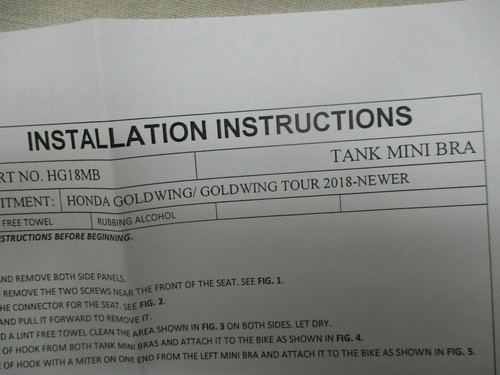 INSTALLATION INSTRUCTIONS
RT NO. HG18MB TANK MINI BRA
ITMENT: HONDA GOLDWING/ GOLDWING TOUR 2018-NEWER
FREE TOWEL RUBBING ALCOHOL
STRUCTIONS BEFORE BEGINNING.
AND REMOVE BOTH SIDE PANELS.
REMOVE THE TWO SCREWS NEAR THE FRONT OF THE SEAT. SEE FIG. 1.
HE CONNECTOR FOR THE SEAT. SEE FIG. 2.
AND PULL IT FORWARD TO REMOVE IT.
D A LINT FREE TOWEL CLEAN THE AREA SHOWN IN FIG. 3 ON BOTH SIDES. LET DRY.
OF HOOK FROM BOTH TANK MINI BRAS AND ATTACH IT TO THE BIKE AS SHOWN IN FIG. 4.
E OF HOOK WITH A MITER ON ONE END FROM THE LEFT MINI BRA AND ATTACH IT TO THE BIKE AS SHOWN IN FIG. 5.